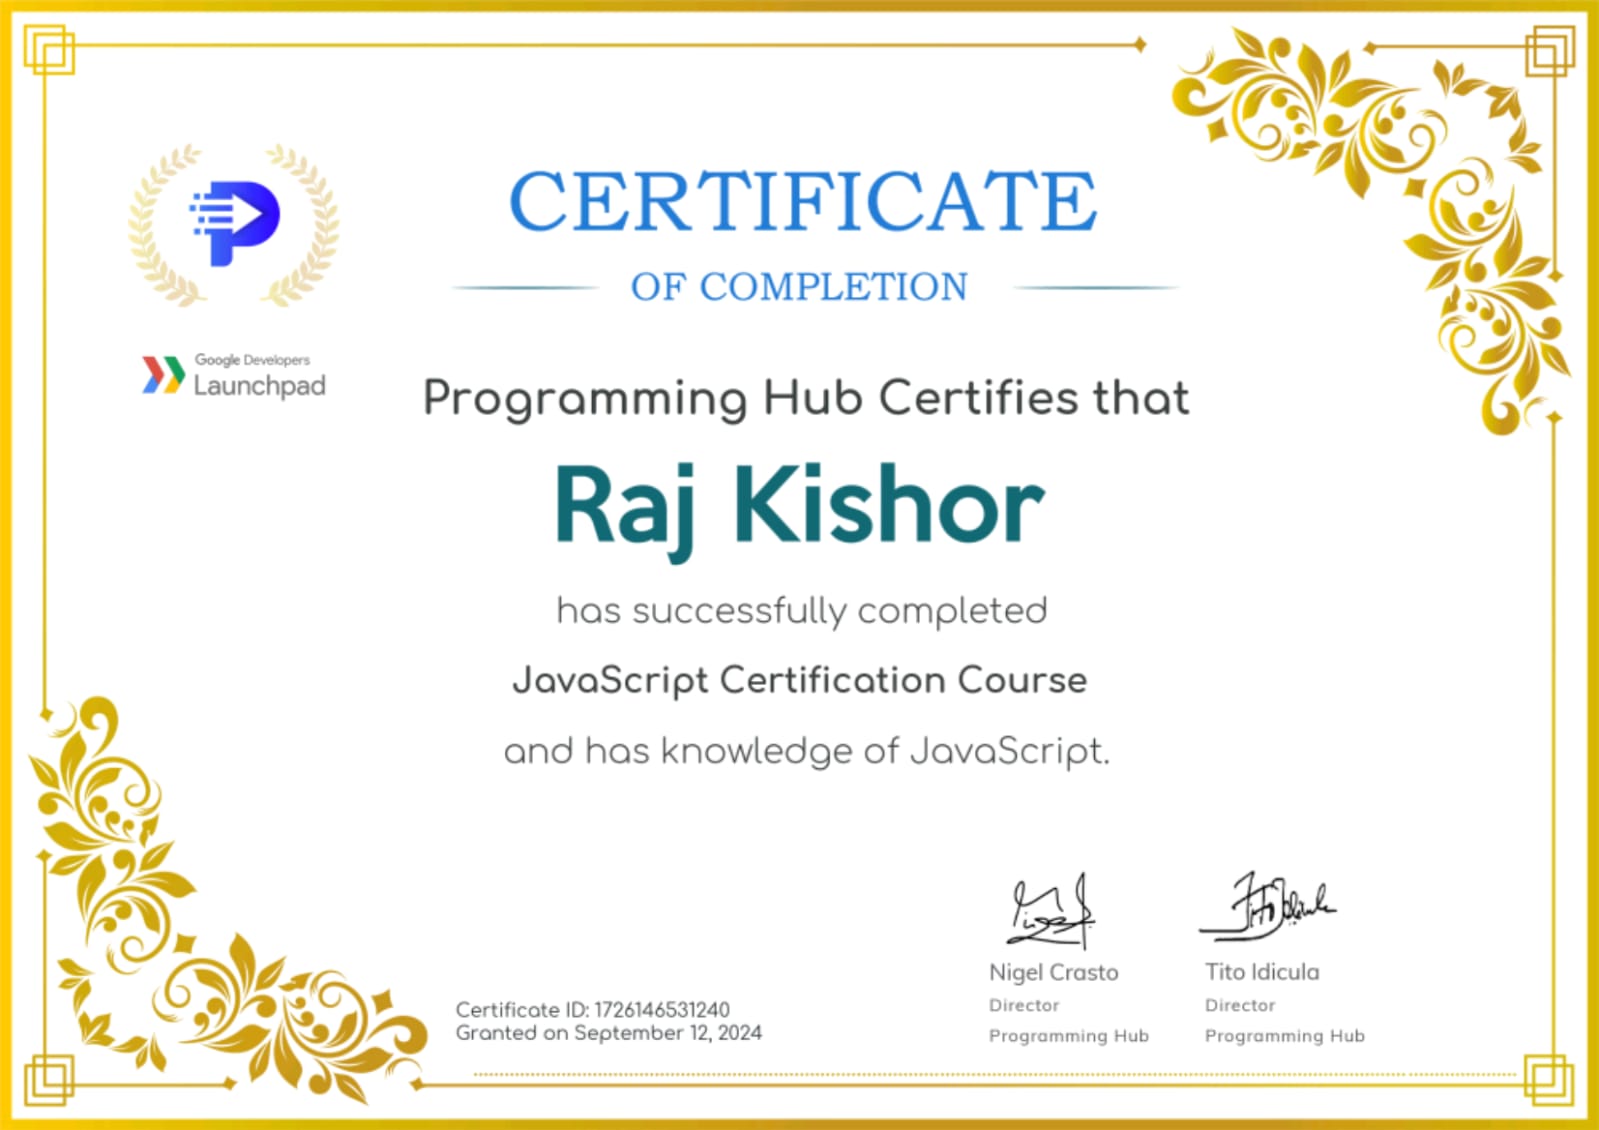 CERTIFICATE
OF COMPLETION
Google Developers
Launchpad
Programming Hub Certifies that
Raj Kishor
has successfully completed
JavaScript Certification Course
and has knowledge of JavaScript.
Nigel Crasto
Director
Programming Hub
Tito Idicula
Director
Programming Hub
Certificate ID: 1726146531240
Granted on September 12, 2024